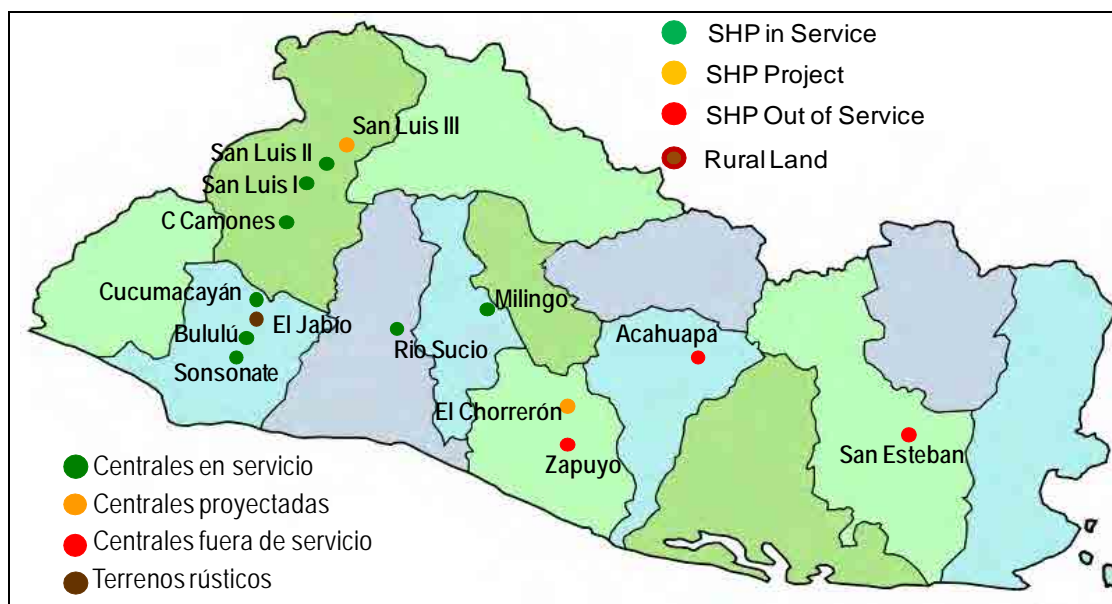 SHP in Service
SHP Project
SHP Out of Service
Rural Land
San Luis III
San Luis II
San Luis I
C Camones
Cucumacayán
El Jabío
Bululú
Sonsonate
Rio Sucio
Milingo
Acahuapa
El Chorrerón
Zapuyo
San Esteban
Centrales en servicio
Centrales proyectadas
Centrales fuera de servicio
Terrenos rústicos